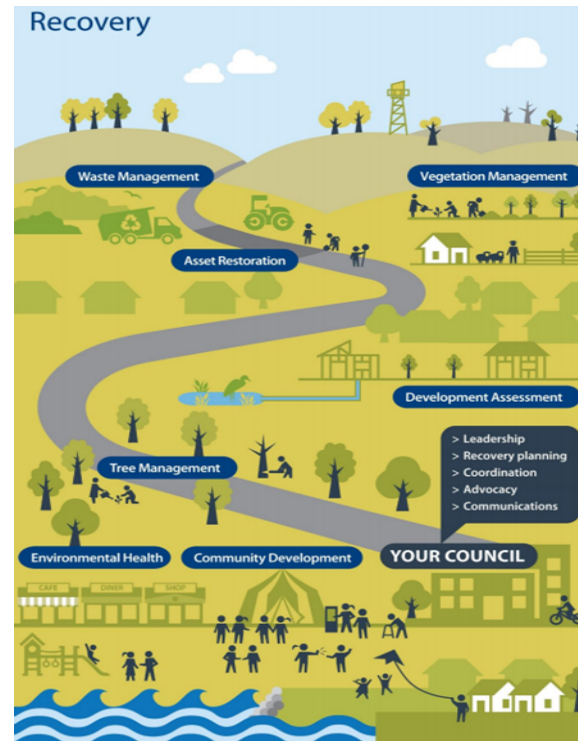 Recovery
Waste Management
Vegetation Management
Asset Restoration
Development Assessment
> Leadership
> Recovery planning
> Coordination
> Advocacy
> Communications
Tree Management
Environmental Health
Community Development
YOUR COUNCIL
CAFE
DINER
SHOP